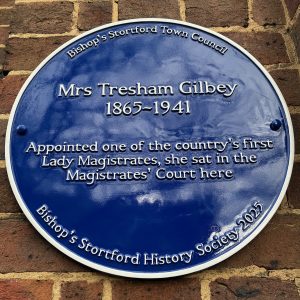 Bishop's Stortford Town Council
Mrs Tresham Gilbey
1865~1941
Appointed one of the country's first
Lady Magistrates, she sat in the
Magistrates' Court here
Bishop's Stortford History Society 2025